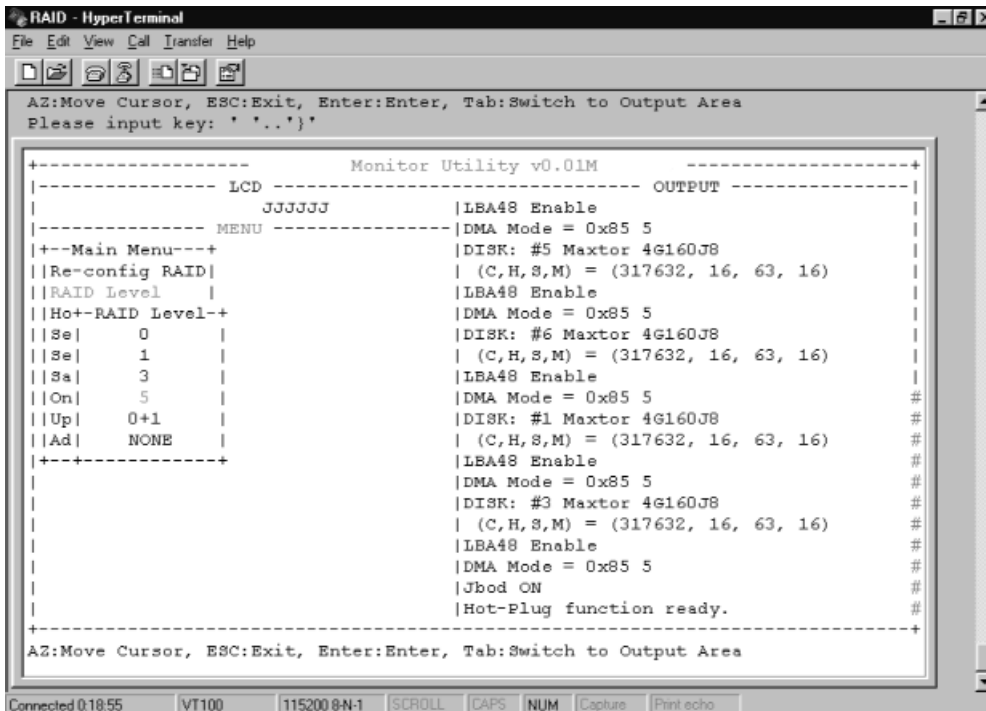 RAID - HyperTerminal
File Edit View Call Transfer Help
AZ:Move Cursor, ESC:Exit, Enter:Enter, Tab:Switch to Output Area
Please input key: ' '..'}'
+------------------- Monitor Utility v0.01M --------------------+
|---------------- LCD --------------------------------- OUTPUT ----------------|
| JJJJJJ |LBA48 Enable |
|--------------- MENU ----------------|DMA Mode = 0x85 5 |
|+--Main Menu---+ |DISK: #5 Maxtor 4G160J8 |
||Re-config RAID| | (C,H,S,M) = (317632, 16, 63, 16) |
||RAID Level | |LBA48 Enable |
||Ho+-RAID Level-+ |DMA Mode = 0x85 5 |
||Se| 0 | |DISK: #6 Maxtor 4G160J8 |
||Se| 1 | | (C,H,S,M) = (317632, 16, 63, 16) |
||Sa| 3 | |LBA48 Enable |
||On| 5 | |DMA Mode = 0x85 5 #
||Up| 0+1 | |DISK: #1 Maxtor 4G160J8 #
||Ad| NONE | | (C,H,S,M) = (317632, 16, 63, 16) #
|+--+------------+ |LBA48 Enable #
| |DMA Mode = 0x85 5 #
| |DISK: #3 Maxtor 4G160J8 #
| | (C,H,S,M) = (317632, 16, 63, 16) #
| |LBA48 Enable #
| |DMA Mode = 0x85 5 #
| |Jbod ON #
| |Hot-Plug function ready. #
+------------------------------------------------------------------------------+
AZ:Move Cursor, ESC:Exit, Enter:Enter, Tab:Switch to Output Area
Connected 0:18:55 VT100 115200 8-N-1 SCROLL CAPS NUM Capture Print echo